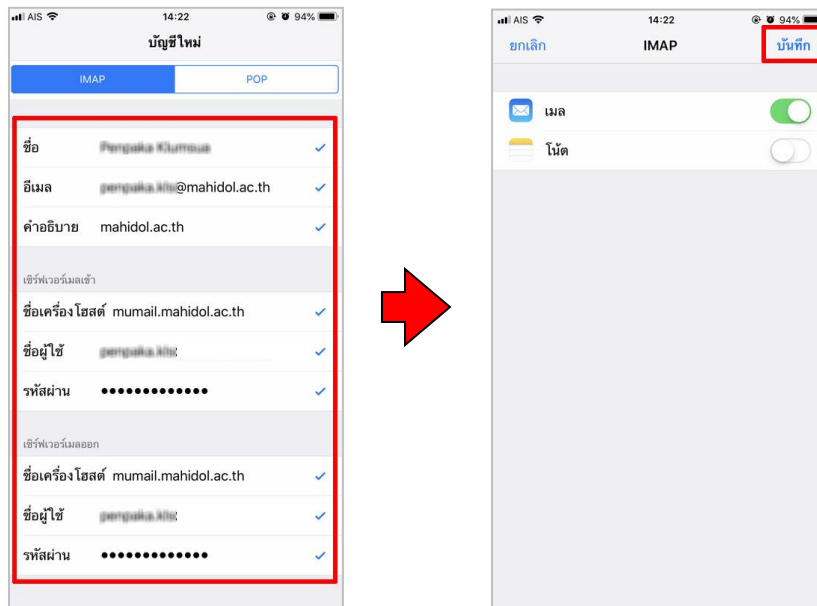 AIS 14:22 94%
บัญชีใหม่
IMAP POP
ชื่อ
อีเมล @mahidol.ac.th
คำอธิบาย mahidol.ac.th
เซิร์ฟเวอร์เมลเข้า
ชื่อเครื่องโฮสต์ mumail.mahidol.ac.th
ชื่อผู้ใช้
รหัสผ่าน •••••••••••••
เซิร์ฟเวอร์เมลออก
ชื่อเครื่องโฮสต์ mumail.mahidol.ac.th
ชื่อผู้ใช้
รหัสผ่าน •••••••••••••
AIS 14:22 94%
ยกเลิก IMAP บันทึก
เมล
โน้ต